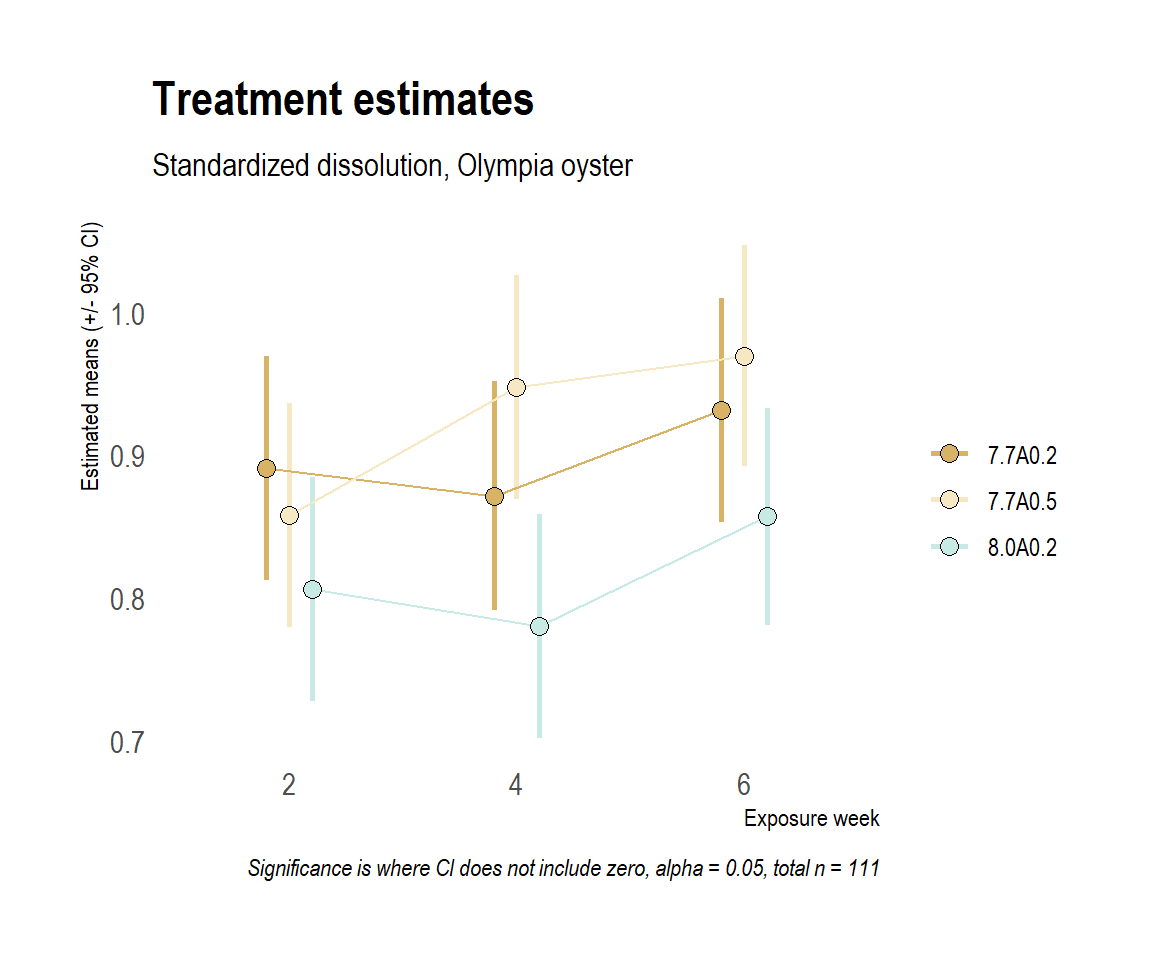 Treatment estimates
Standardized dissolution, Olympia oyster
Estimated means (+/- 95% CI)
1.0
0.9
0.8
0.7
2
4
6
Exposure week
7.7A0.2
7.7A0.5
8.0A0.2
Significance is where CI does not include zero, alpha = 0.05, total n = 111